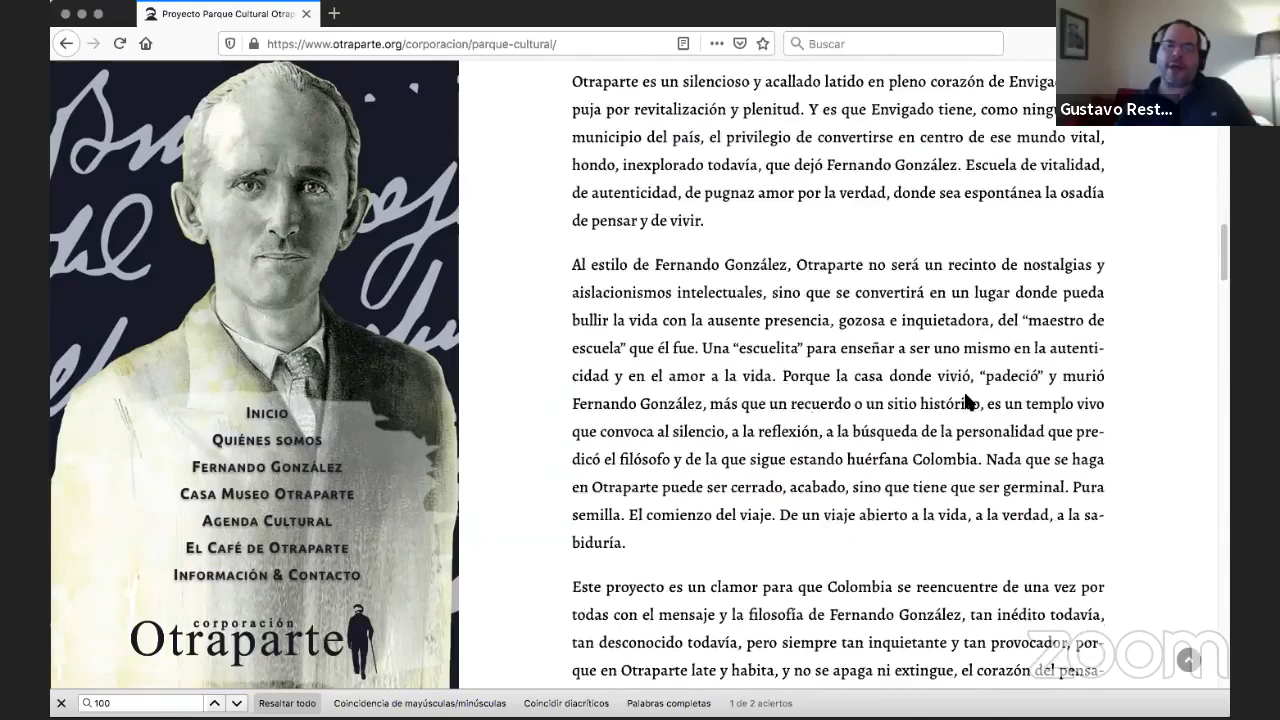 Proyecto Parque Cultural Otrap
https://www.otraparte.org/corporacion/parque-cultural/
Buscar
Gustavo Rest...
Otraparte es un silencioso y acallado latido en pleno corazón de Enviga
puja por revitalización y plenitud. Y es que Envigado tiene, como ning
municipio del país, el privilegio de convertirse en centro de ese mundo vital,
hondo, inexplorado todavía, que dejó Fernando González. Escuela de vitalidad,
de autenticidad, de pugnaz amor por la verdad, donde sea espontánea la osadía
de pensar y de vivir.
Al estilo de Fernando González, Otraparte no será un recinto de nostalgias y
aislacionismos intelectuales, sino que se convertirá en un lugar donde pueda
bullir la vida con la ausente presencia, gozosa e inquietadora, del “maestro de
escuela” que él fue. Una “escuelita” para enseñar a ser uno mismo en la autenti-
cidad y en el amor a la vida. Porque la casa donde vivió, “padeció” y murió
Fernando González, más que un recuerdo o un sitio histórico, es un templo vivo
que convoca al silencio, a la reflexión, a la búsqueda de la personalidad que pre-
dicó el filósofo y de la que sigue estando huérfana Colombia. Nada que se haga
en Otraparte puede ser cerrado, acabado, sino que tiene que ser germinal. Pura
semilla. El comienzo del viaje. De un viaje abierto a la vida, a la verdad, a la sa-
biduría.
Este proyecto es un clamor para que Colombia se reencuentre de una vez por
todas con el mensaje y la filosofía de Fernando González, tan inédito todavía,
tan desconocido todavía, pero siempre tan inquietante y tan provocador, por-
que en Otraparte late y habita, y no se apaga ni extingue, el corazón del pensa-
Inicio
Quiénes somos
Fernando González
Casa Museo Otraparte
Agenda Cultural
El Café de Otraparte
Información & Contacto
corporación
Otraparte
zoom
100
Resaltar todo
Coincidencia de mayúsculas/minúsculas
Coincidir diacríticos
Palabras completas
1 de 2 aciertos